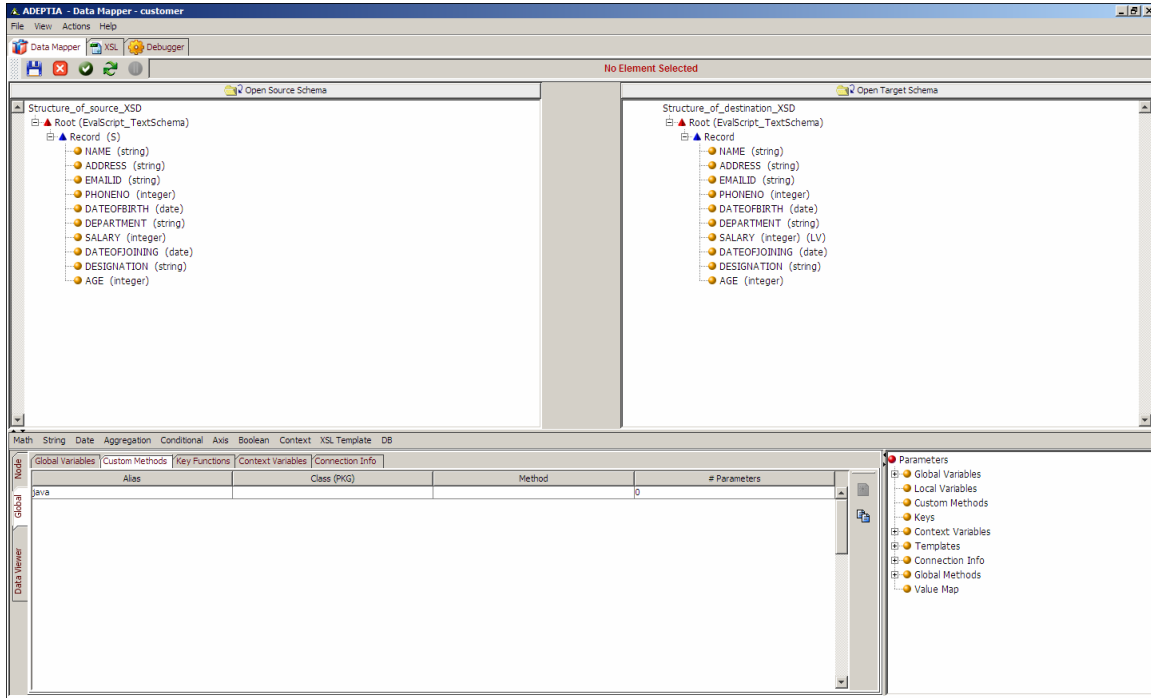 ADEPTIA - Data Mapper - customer
File View Actions Help
Data Mapper XSL Debugger
No Element Selected
Open Source Schema
Open Target Schema
Structure_of_source_XSD
Root (EvalScript_TextSchema)
Record (S)
NAME (string)
ADDRESS (string)
EMAILID (string)
PHONENO (integer)
DATEOFBIRTH (date)
DEPARTMENT (string)
SALARY (integer)
DATEOFJOINING (date)
DESIGNATION (string)
AGE (integer)
Structure_of_destination_XSD
Root (EvalScript_TextSchema)
Record
NAME (string)
ADDRESS (string)
EMAILID (string)
PHONENO (integer)
DATEOFBIRTH (date)
DEPARTMENT (string)
SALARY (integer) (LV)
DATEOFJOINING (date)
DESIGNATION (string)
AGE (integer)
Math String Date Aggregation Conditional Axis Boolean Context XSL Template DB
Node
Global
Data Viewer
Global Variables Custom Methods Key Functions Context Variables Connection Info
Alias Class (PKG) Method # Parameters
java 0
Parameters
Global Variables
Local Variables
Custom Methods
Keys
Context Variables
Templates
Connection Info
Global Methods
Value Map